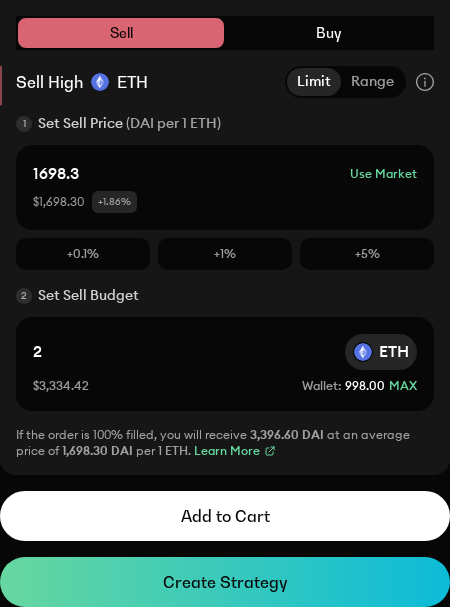 Sell Buy
Sell High ETH Limit Range
1 Set Sell Price (DAI per 1 ETH)
1698.3 Use Market
$1,698.30 +1.86%
+0.1% +1% +5%
2 Set Sell Budget
2 ETH
$3,334.42 Wallet: 998.00 MAX
If the order is 100% filled, you will receive 3,396.60 DAI at an average
price of 1,698.30 DAI per 1 ETH. Learn More
Add to Cart
Create Strategy